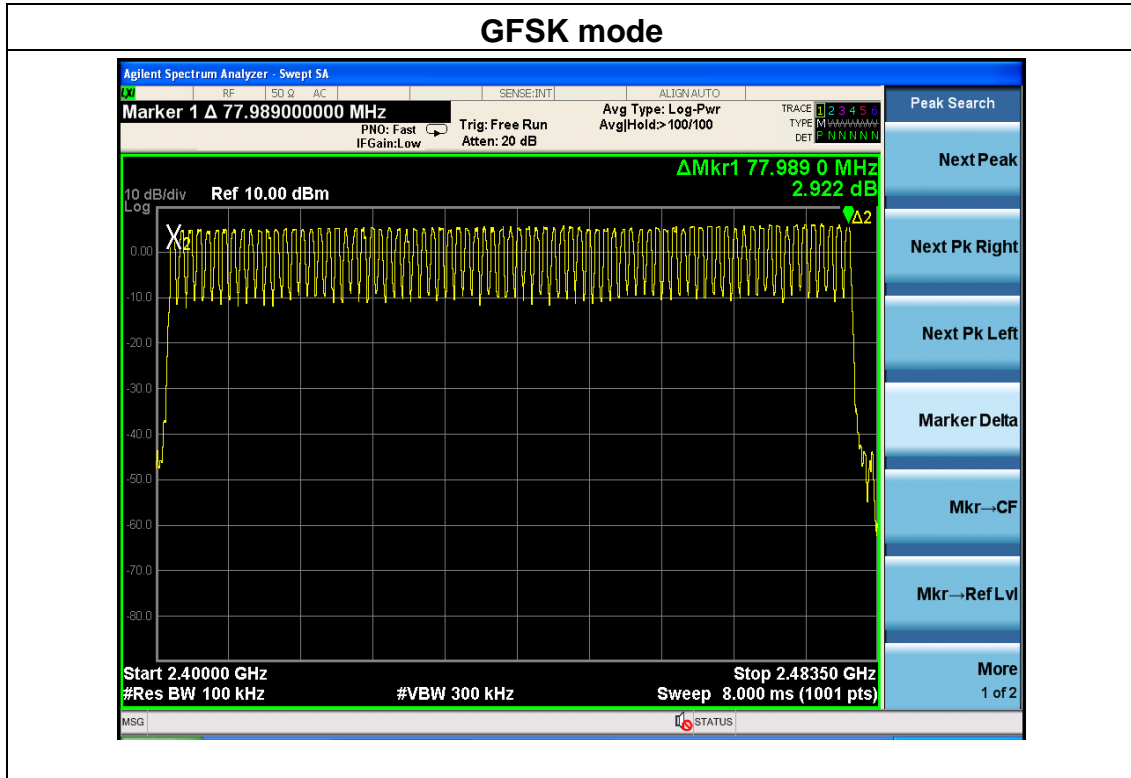 GFSK mode
Agilent Spectrum Analyzer - Swept SA
LXI RF 50 Ω AC SENSE:INT ALIGN AUTO
Marker 1 Δ 77.989000000 MHz
PNO: Fast
IFGain:Low
Trig: Free Run
Atten: 20 dB
Avg Type: Log-Pwr
Avg|Hold:>100/100
TRACE 1 2 3 4 5 6
TYPE M WWWWW
DET P N N N N N
Peak Search
ΔMkr1 77.989 0 MHz
2.922 dB
10 dB/div Ref 10.00 dBm
Log
X2
Δ2
0.00
-10.0
-20.0
-30.0
-40.0
-50.0
-60.0
-70.0
-80.0
Start 2.40000 GHz
Stop 2.48350 GHz
#Res BW 100 kHz
#VBW 300 kHz
Sweep 8.000 ms (1001 pts)
Next Peak
Next Pk Right
Next Pk Left
Marker Delta
Mkr→CF
Mkr→Ref Lvl
More
1 of 2
MSG
STATUS